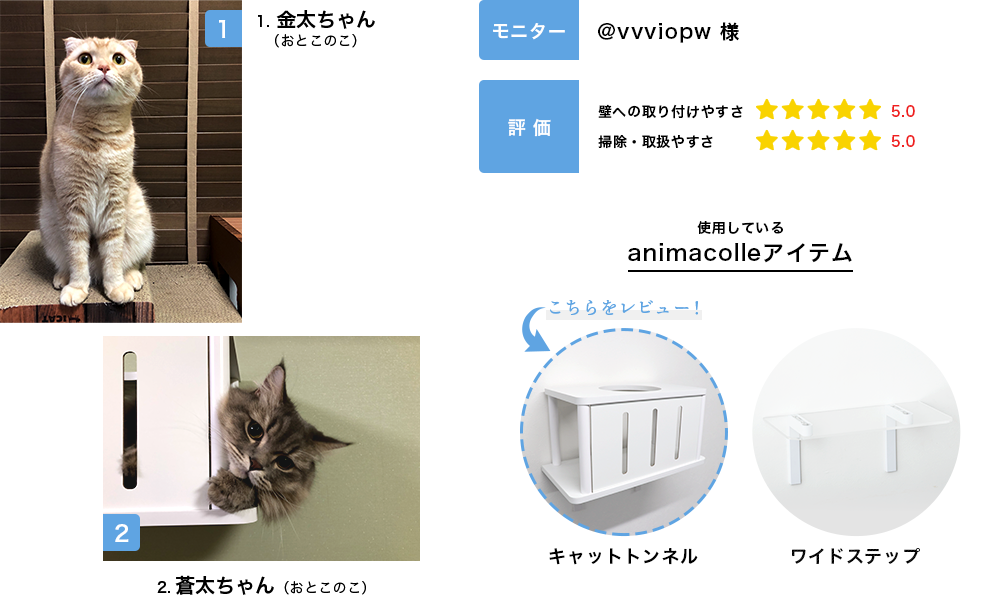 1
1. 金太ちゃん
（おとこのこ）
モニター
@vvviopw 様
評価
壁への取り付けやすさ ★★★★★ 5.0
掃除・取扱やすさ ★★★★★ 5.0
使用している
animacolleアイテム
こちらをレビュー！
キャットトンネル
ワイドステップ
2
2. 蒼太ちゃん（おとこのこ）